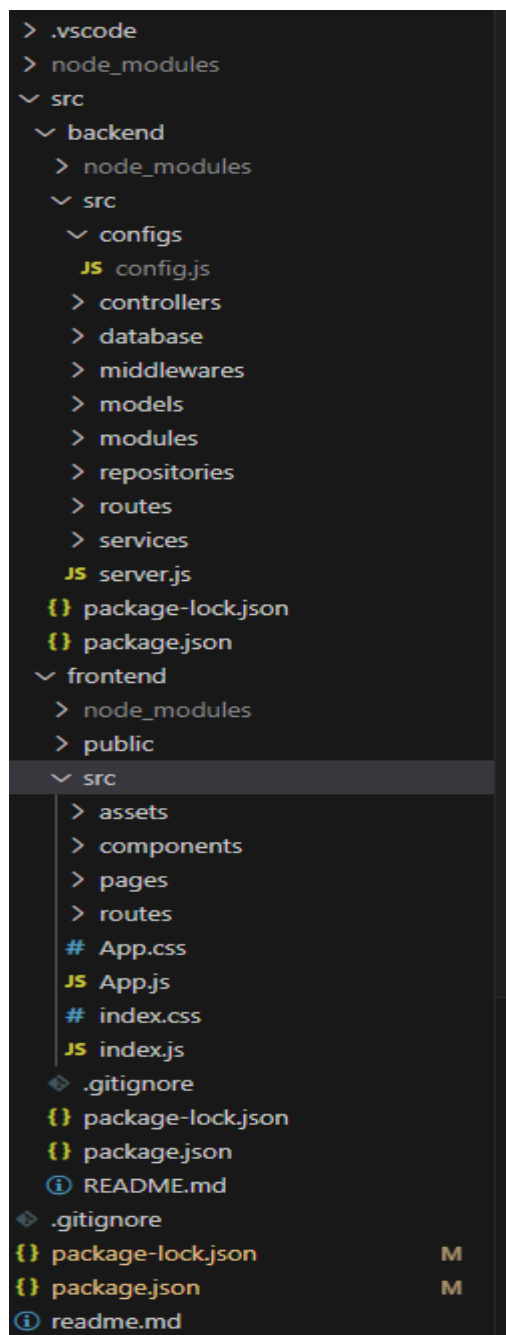 .vscode
node_modules
src
backend
node_modules
src
configs
JS config.js
controllers
database
middlewares
models
modules
repositories
routes
services
JS server.js
{} package-lock.json
{} package.json
frontend
node_modules
public
src
assets
components
pages
routes
# App.css
JS App.js
# index.css
JS index.js
.gitignore
{} package-lock.json
{} package.json
README.md
.gitignore
{} package-lock.json M
{} package.json M
readme.md